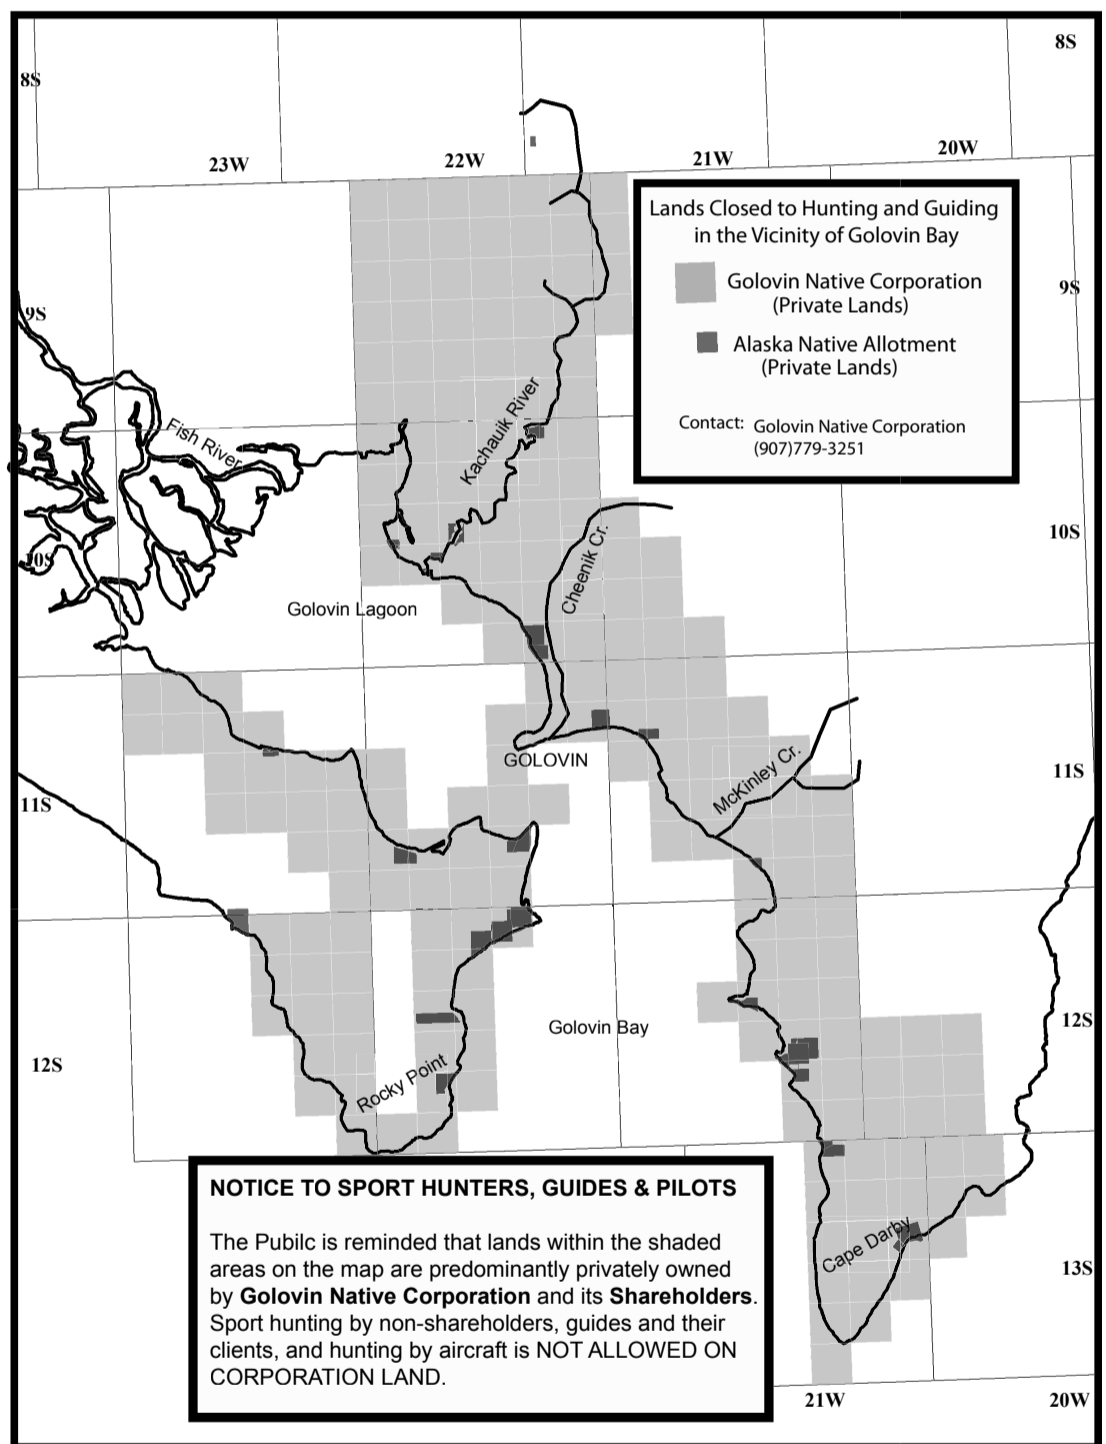 8S
8S
23W
22W
21W
20W
Lands Closed to Hunting and Guiding
in the Vicinity of Golovin Bay
Golovin Native Corporation
(Private Lands)
Alaska Native Allotment
(Private Lands)
Contact: Golovin Native Corporation
(907)779-3251
9S
9S
Fish River
Kachauik River
Cheenik Cr.
10S
10S
Golovin Lagoon
GOLOVIN
McKinley Cr.
11S
11S
Golovin Bay
12S
12S
Rocky Point
Cape Darby
13S
NOTICE TO SPORT HUNTERS, GUIDES & PILOTS
The Pubilc is reminded that lands within the shaded
areas on the map are predominantly privately owned
by Golovin Native Corporation and its Shareholders.
Sport hunting by non-shareholders, guides and their
clients, and hunting by aircraft is NOT ALLOWED ON
CORPORATION LAND.
21W
20W